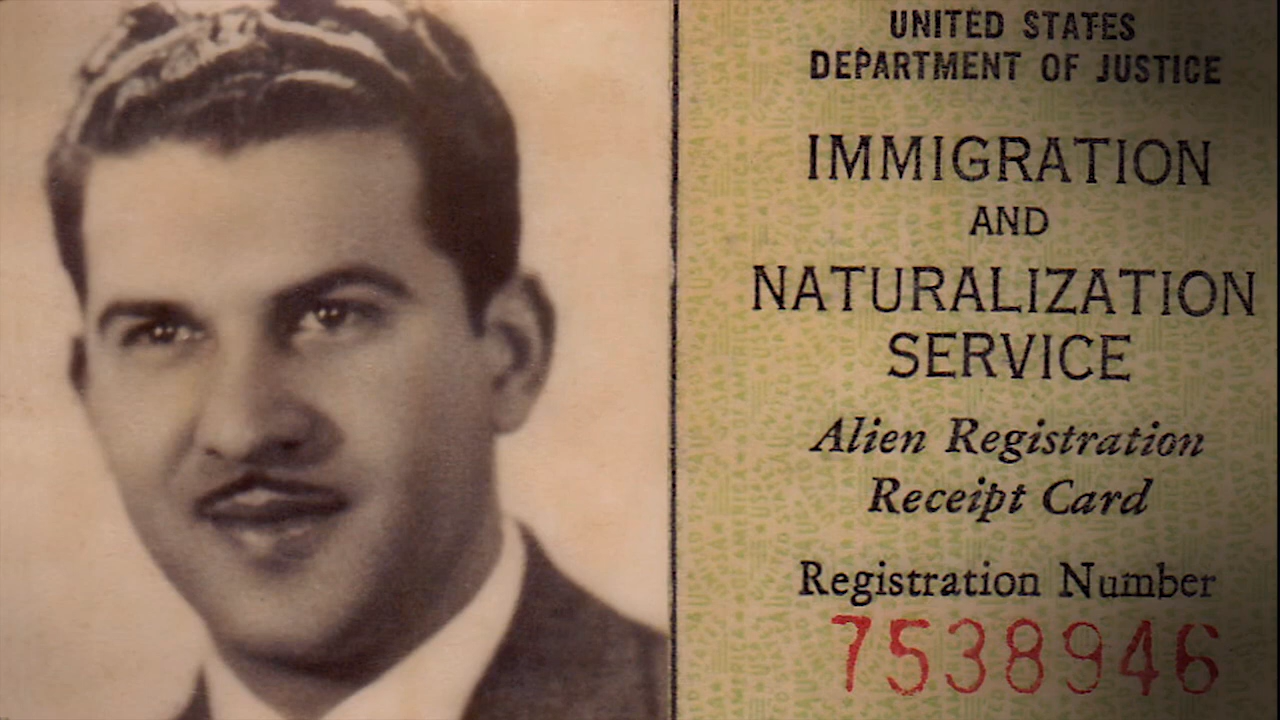 UNITED STATES
DEPARTMENT OF JUSTICE
IMMIGRATION
AND
NATURALIZATION
SERVICE
Alien Registration
Receipt Card
Registration Number
7538946